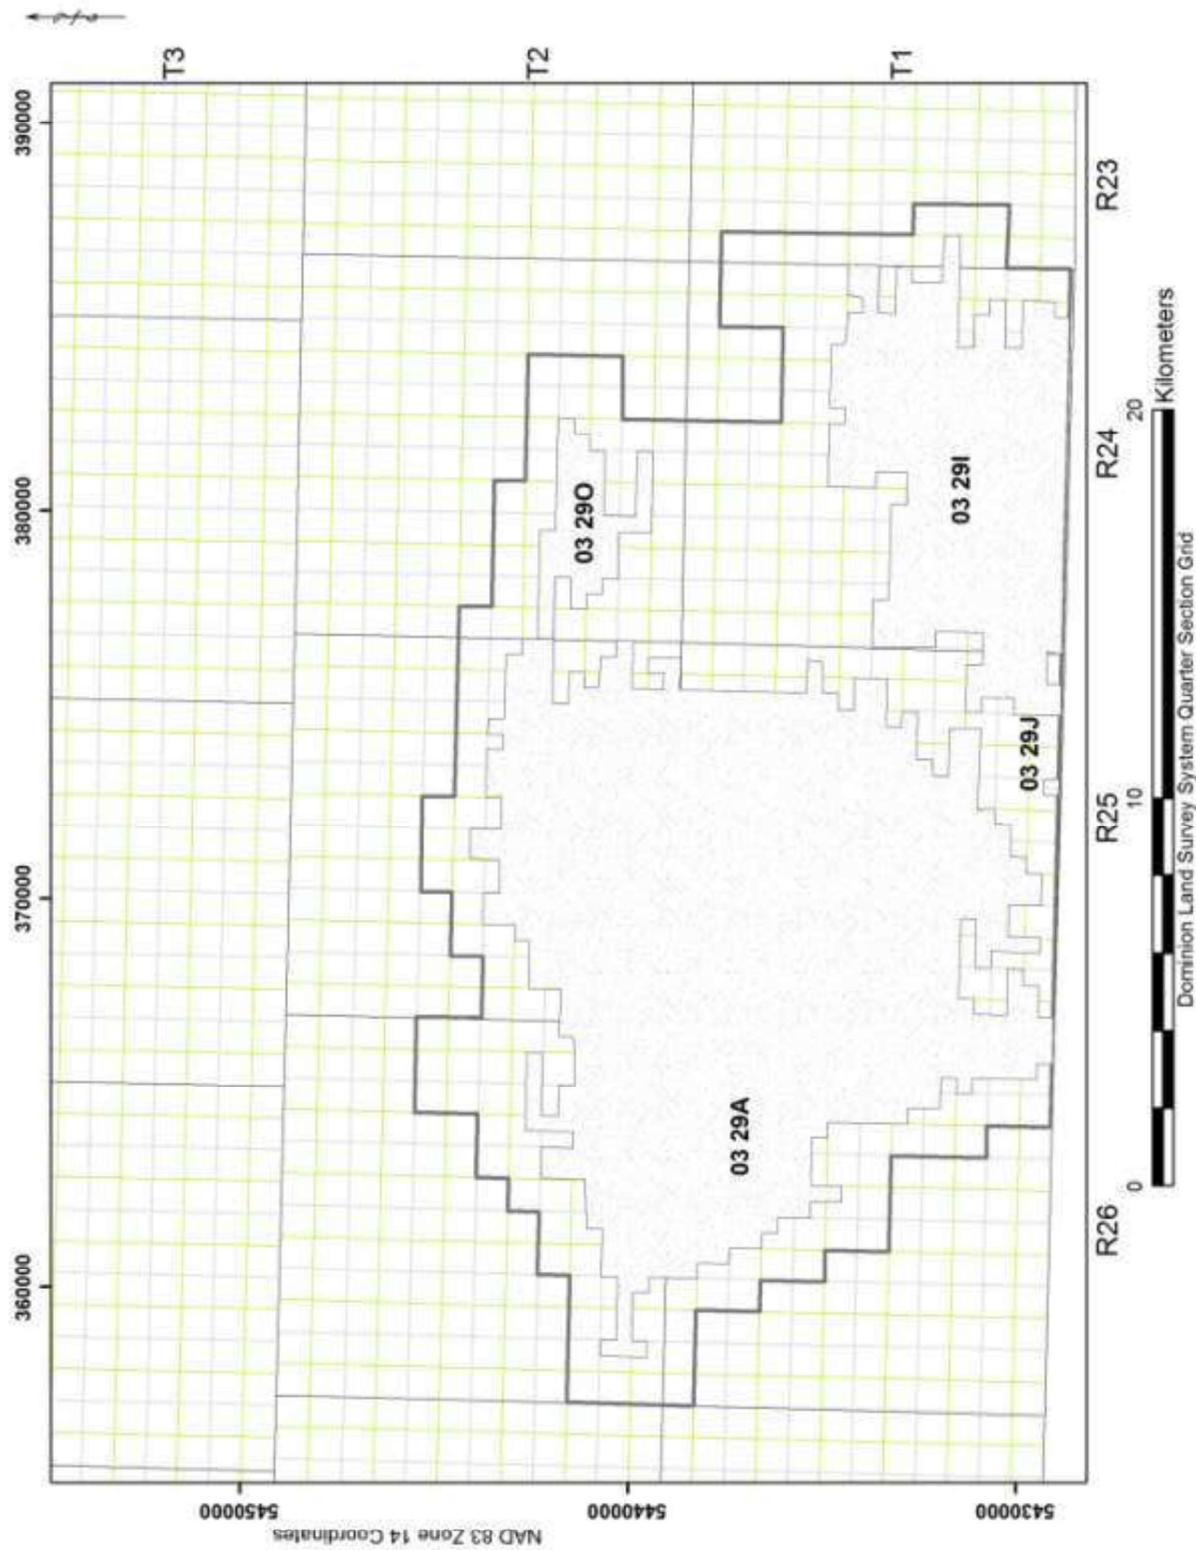 390000
380000
370000
360000
T3
T2
T1
R23
R24
R25
R26
03 29O
03 29I
03 29J
03 29A
5450000
5440000
5430000
NAD 83 Zone 14 Coordinates
0
10
20
Kilometers
Dominion Land Survey System Quarter Section Grid